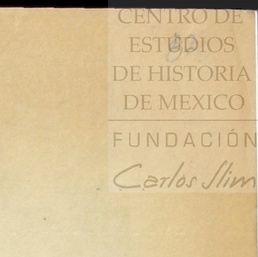 CENTRO DE
ESTUDIOS
DE HISTORIA
DE MEXICO
FUNDACIÓN
Carlos Slim